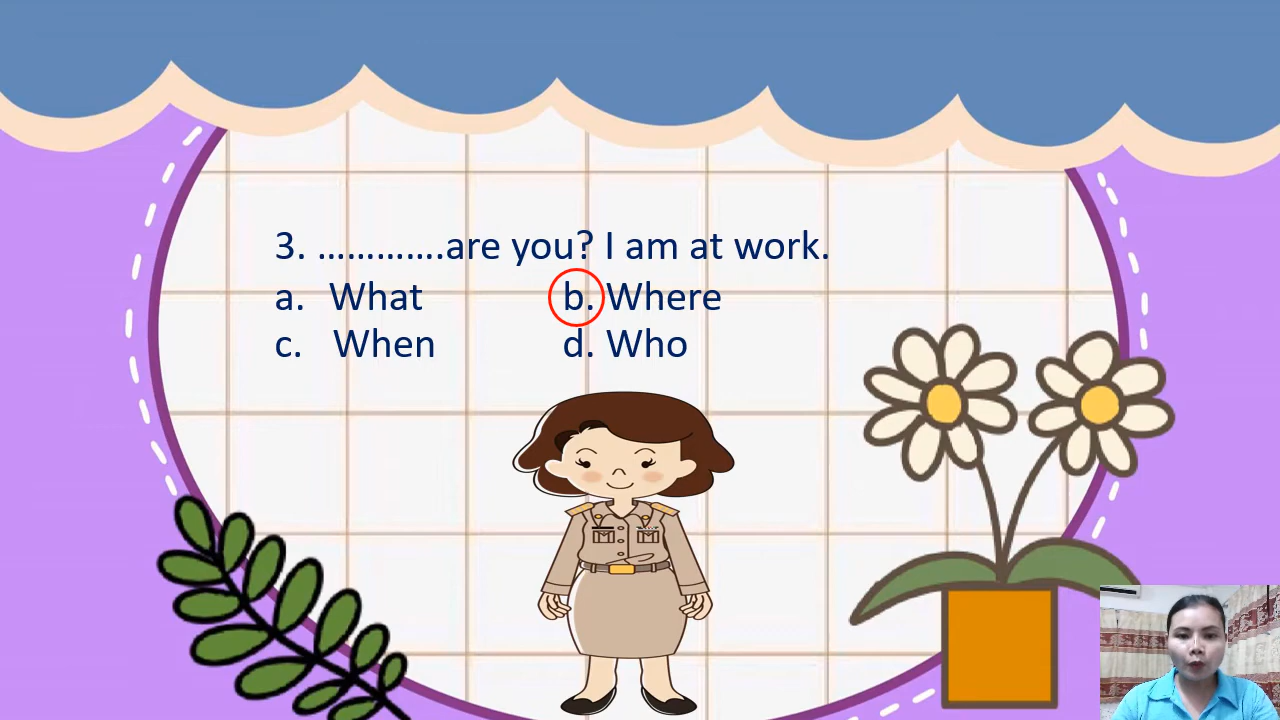 3. .............are you? I am at work.
a. What b. Where
c. When d. Who